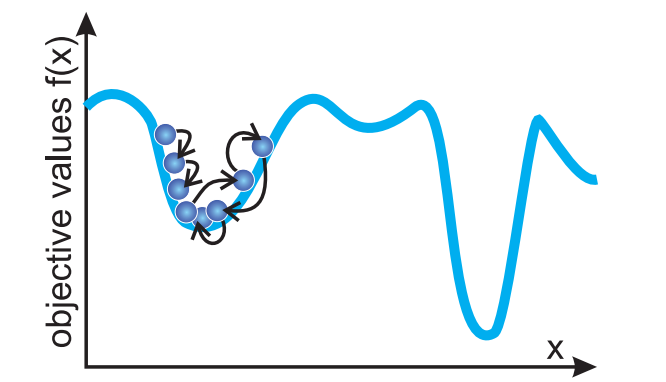 objective values f(x)
x